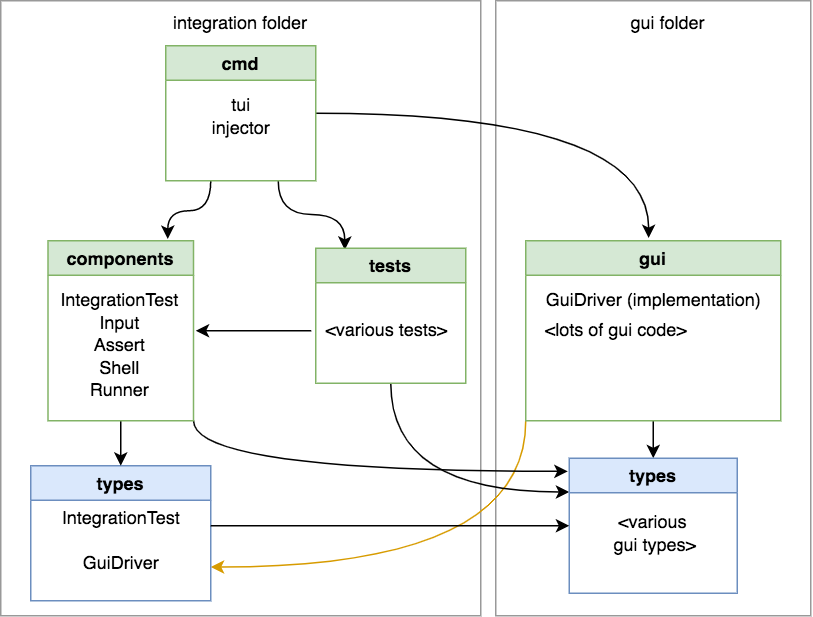 integration folder
gui folder
cmd
tui
injector
components
IntegrationTest
Input
Assert
Shell
Runner
tests
<various tests>
gui
GuiDriver (implementation)
<lots of gui code>
types
IntegrationTest
GuiDriver
types
<various
gui types>